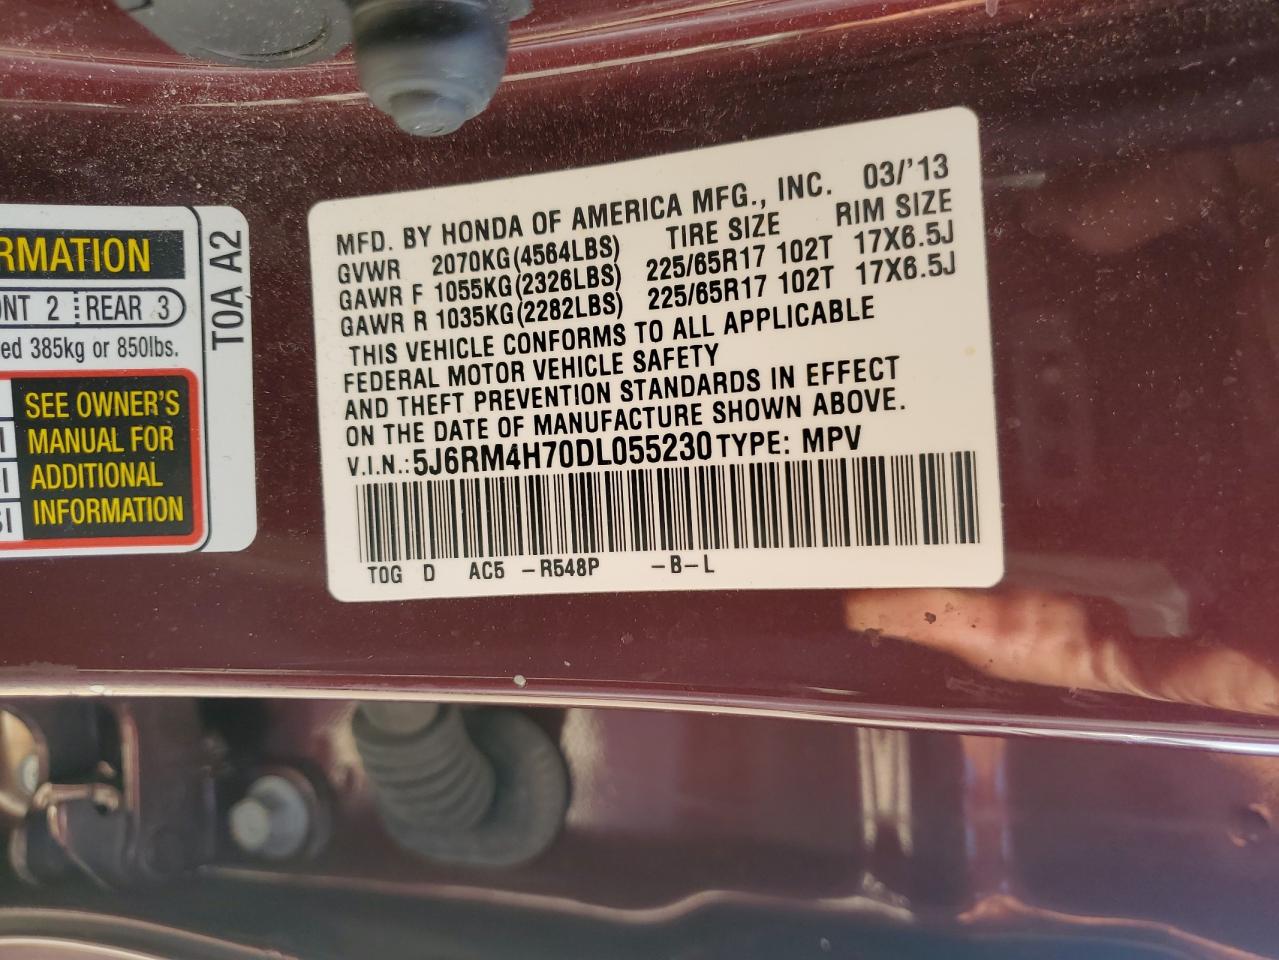 RMATION
NT 2 REAR 3
ed 385kg or 850lbs.
SEE OWNER'S
MANUAL FOR
ADDITIONAL
INFORMATION
T0A A2
MFD. BY HONDA OF AMERICA MFG., INC. 03/'13
GVWR 2070KG(4564LBS) TIRE SIZE RIM SIZE
GAWR F 1055KG(2326LBS) 225/65R17 102T 17X6.5J
GAWR R 1035KG(2282LBS) 225/65R17 102T 17X6.5J
THIS VEHICLE CONFORMS TO ALL APPLICABLE
FEDERAL MOTOR VEHICLE SAFETY
AND THEFT PREVENTION STANDARDS IN EFFECT
ON THE DATE OF MANUFACTURE SHOWN ABOVE.
V.I.N.:5J6RM4H70DL055230TYPE: MPV
T0G D AC5 -R548P -B-L